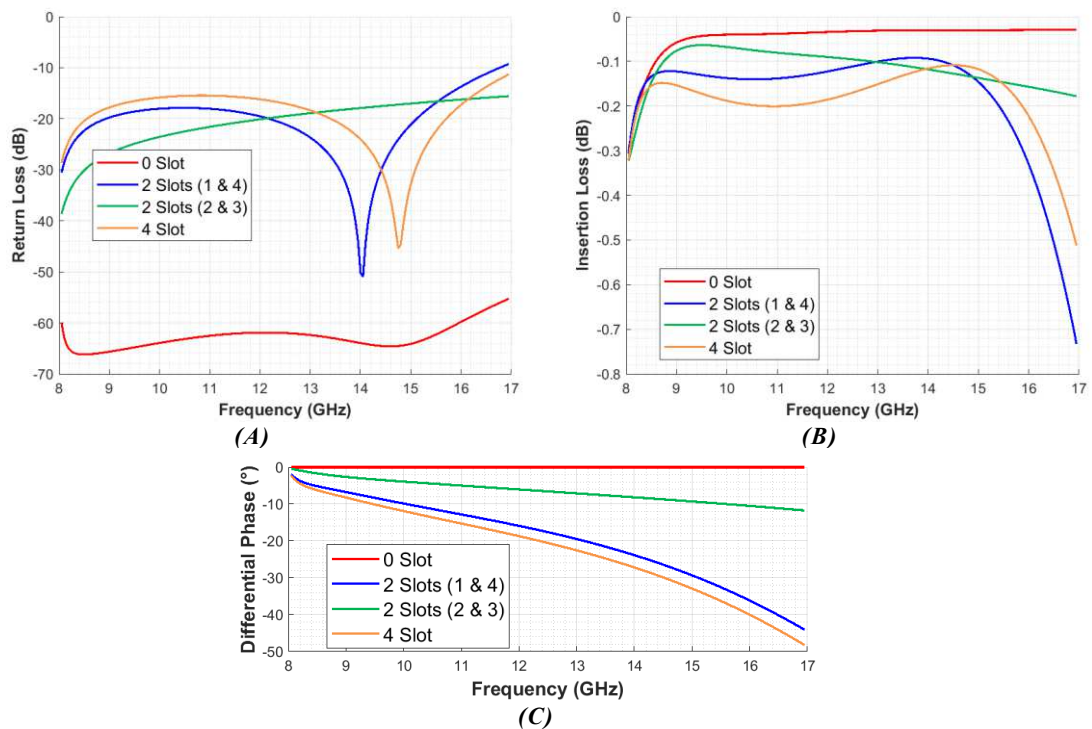 0
-10
-20
-30
-40
-50
-60
-70
Return Loss (dB)
0 Slot
2 Slots (1 & 4)
2 Slots (2 & 3)
4 Slot
8 9 10 11 12 13 14 15 16 17
Frequency (GHz)
(A)
0
-0.1
-0.2
-0.3
-0.4
-0.5
-0.6
-0.7
-0.8
Insertion Loss (dB)
0 Slot
2 Slots (1 & 4)
2 Slots (2 & 3)
4 Slot
8 9 10 11 12 13 14 15 16 17
Frequency (GHz)
(B)
0
-10
-20
-30
-40
-50
Differential Phase (°)
0 Slot
2 Slots (1 & 4)
2 Slots (2 & 3)
4 Slot
8 9 10 11 12 13 14 15 16 17
Frequency (GHz)
(C)